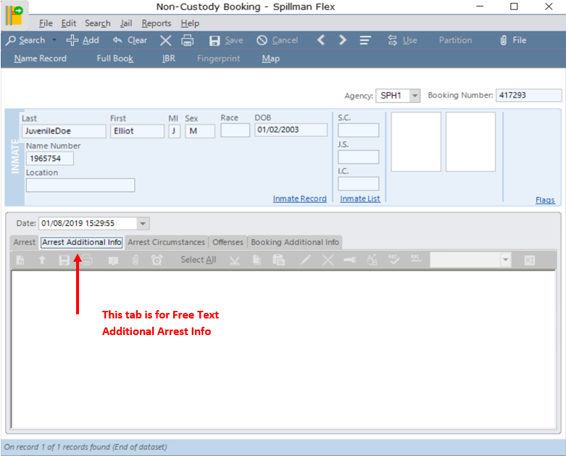 Non-Custody Booking - Spillman Flex
File Edit Search Jail Reports Help
Search Add Clear Save Cancel Use Partition File
Name Record Full Book IBR Fingerprint Map
Agency: SPH1 Booking Number: 417293
INMATE
Last First MI Sex Race DOB S.C.
JuvenileDoe Elliot J M 01/02/2003
Name Number J.S.
1965754
Location I.C.
Inmate Record Inmate List Flags
Date: 01/08/2019 15:29:55
Arrest Arrest Additional Info Arrest Circumstances Offenses Booking Additional Info
Select All
This tab is for Free Text
Additional Arrest Info
On record 1 of 1 records found (End of dataset)